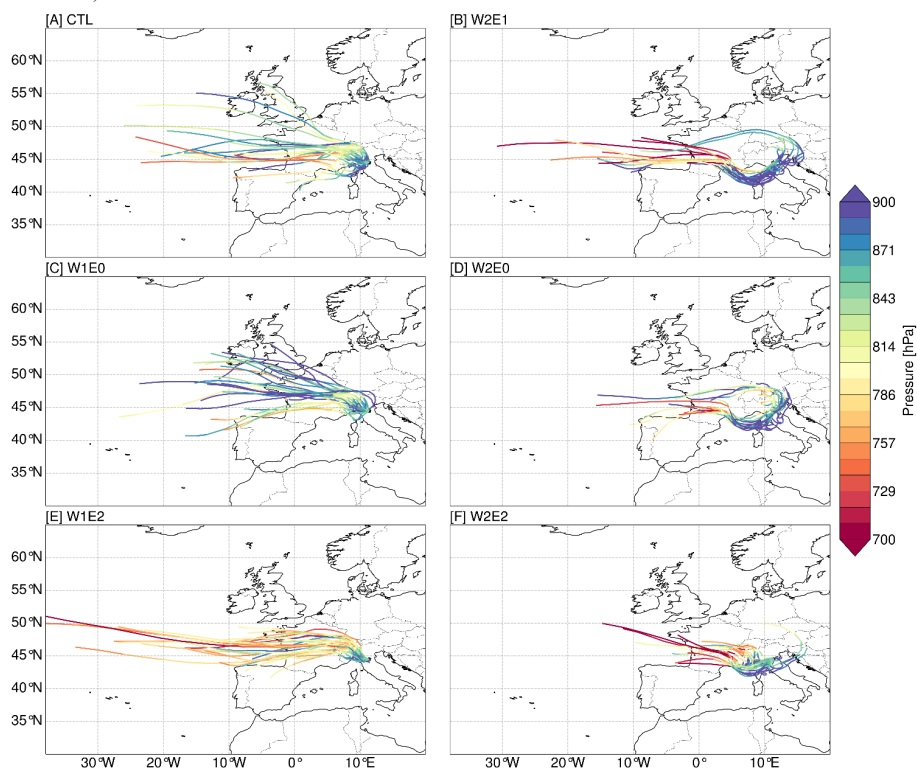 [A] CTL
[B] W2E1
60°N
55°N
50°N
45°N
40°N
35°N
[C] W1E0
[D] W2E0
60°N
55°N
50°N
45°N
40°N
35°N
[E] W1E2
[F] W2E2
60°N
55°N
50°N
45°N
40°N
35°N
30°W 20°W 10°W 0° 10°E
30°W 20°W 10°W 0° 10°E
900
871
843
814
786
757
729
700
Pressure [hPa]